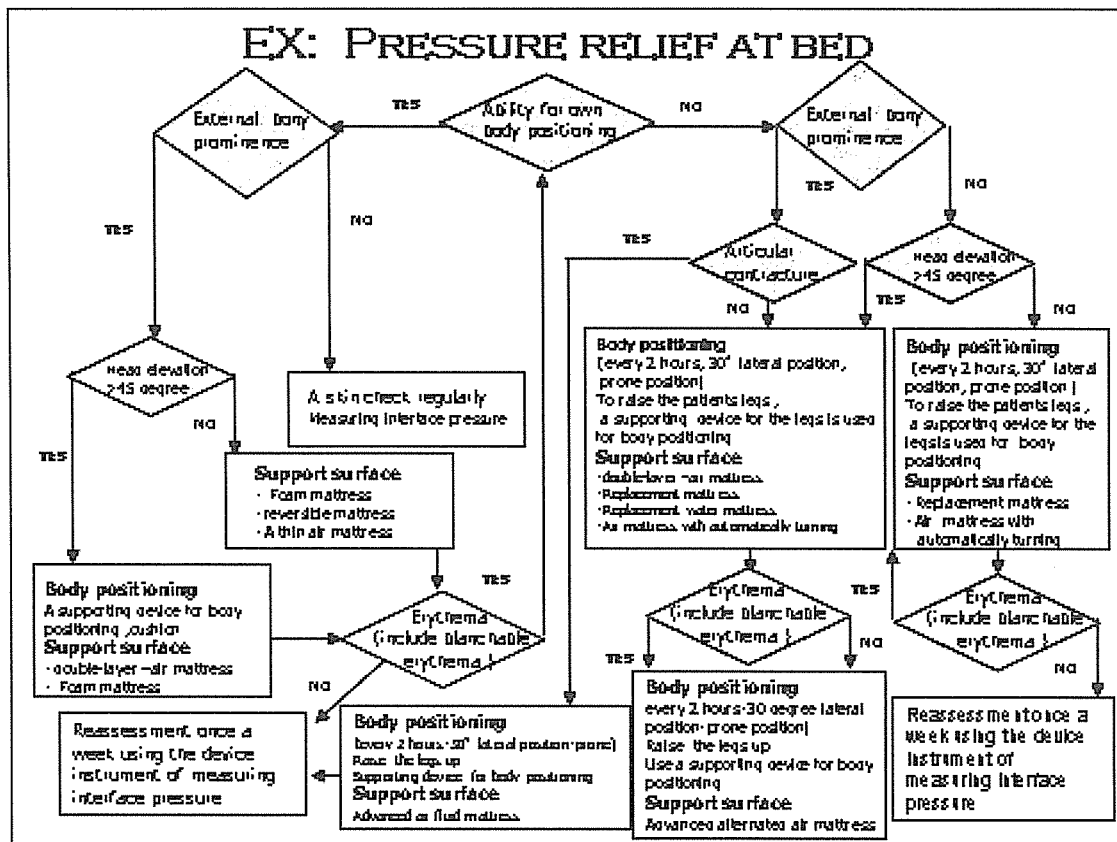 EX: PRESSURE RELIEF AT BED
External bony
prominence
YES
Ability for own
body positioning
NO
External bony
prominence
YES
NO
YES
NO
YES
Articular
contracture
Head elevation
>45 degree
NO
YES
NO
Head elevation
>45 degree
NO
YES
A skin check regularly
Measuring interface pressure
Body positioning
(every 2 hours, 30° lateral position,
prone position)
To raise the patients legs ,
a supporting device for the legs is used
for body positioning
Support surface
·double-layer-air mattress
·Replacement mattress
·Replacement water mattress
·Air mattress with automatically turning
Body positioning
(every 2 hours, 30° lateral
position, prone position)
To raise the patients legs ,
a supporting device for the
legs is used for body
positioning
Support surface
· Replacement mattress
· Air mattress with
automatically turning
Support surface
· Foam mattress
· reversible mattress
· A thin air mattress
Body positioning
A supporting device for body
positioning ,cushion
Support surface
·double-layer-air mattress
· Foam mattress
Erythema
(include blanchable
erythema )
YES
NO
Erythema
(include blanchable
erythema )
YES
NO
Erythema
(include blanchable
erythema )
YES
NO
Reassessment once a
week using the device
instrument of measuring
interface pressure
Body positioning
(every 2 hours·30° lateral position·prone)
Raise the legs up
Supporting device for body positioning
Support surface
Advanced air fluid mattress
Body positioning
every 2 hours·30 degree lateral
position· prone position)
Raise the legs up
Use a supporting device for body
positioning
Support surface
Advanced alternated air mattress
Reassessment once a
week using the device
instrument of
measuring interface
pressure